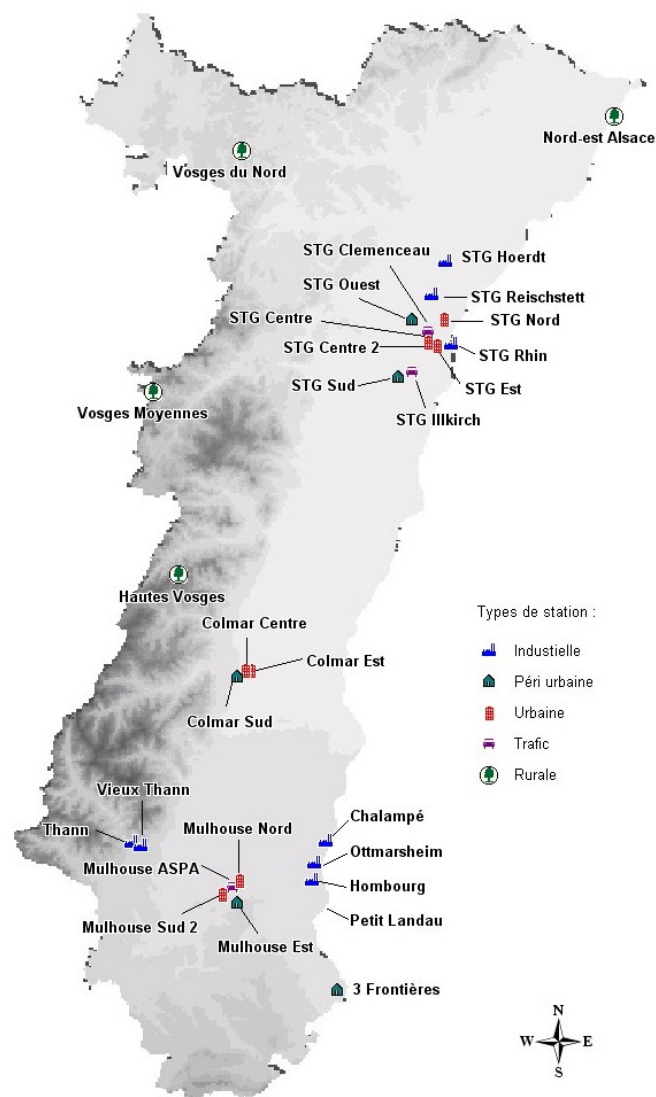 Nord-est Alsace
Vosges du Nord
STG Clemenceau
STG Hoerdt
STG Ouest
STG Reischstett
STG Centre
STG Nord
STG Centre 2
STG Rhin
STG Sud
STG Est
Vosges Moyennes
STG Illkirch
Hautes Vosges
Types de station :
Colmar Centre
Industielle
Colmar Est
Péri urbaine
Urbaine
Colmar Sud
Trafic
Rurale
Vieux Thann
Chalampé
Mulhouse Nord
Thann
Ottmarsheim
Mulhouse ASPA
Hombourg
Petit Landau
Mulhouse Sud 2
Mulhouse Est
3 Frontières
N
W E
S